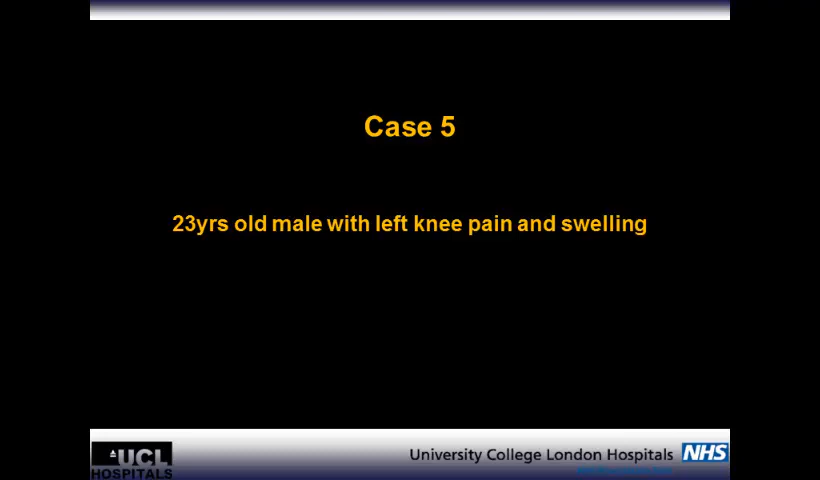 Case 5
23yrs old male with left knee pain and swelling
UCL
HOSPITALS
University College London Hospitals
NHS